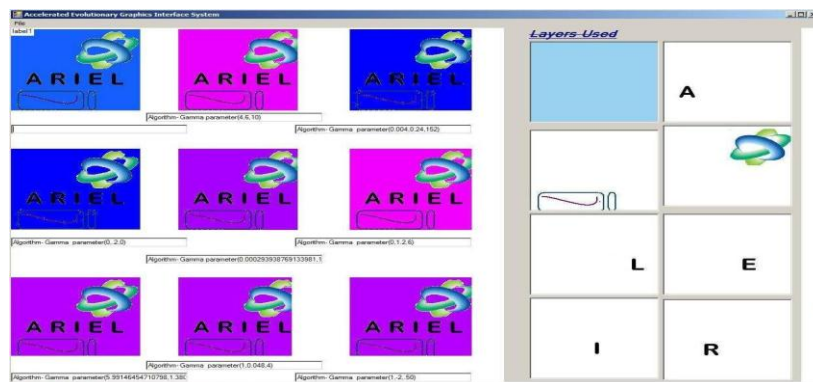 Accelerated Evolutionary Graphics Interface System
File
label1
Layers Used
ARIEL
ARIEL
ARIEL
A
Algorithm- Gamma parameter(4,6,10)
Algorithm- Gamma parameter(0.004,0.24,152)
ARIEL
ARIEL
ARIEL
Algorithm- Gamma parameter(0,.2,0)
Algorithm- Gamma parameter(0,1.2,6)
Algorithm- Gamma parameter(0.000293938769133981,1
L
E
ARIEL
ARIEL
ARIEL
I
R
Algorithm- Gamma parameter(1,0.048,4)
Algorithm- Gamma parameter(5.99146454710798,1.38
Algorithm- Gamma parameter(1,-2,.50)